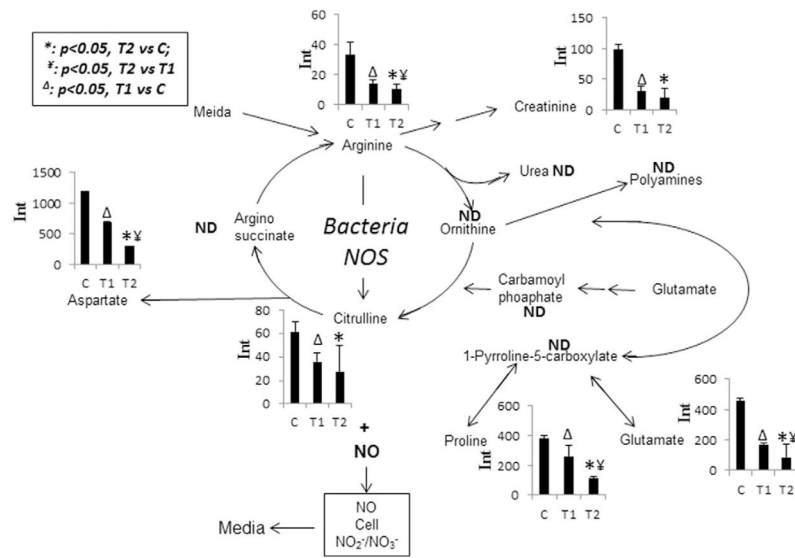 *: p<0.05, T2 vs C;
¥: p<0.05, T2 vs T1
Δ: p<0.05, T1 vs C
Int
60
40
20
0
Δ
*¥
C T1 T2
Int
150
100
50
0
Δ
*
C T1 T2
Meida
Creatinine
Arginine
Urea ND
ND
Polyamines
Int
1500
1000
500
0
Δ
*¥
C T1 T2
Aspartate
ND
Argino
succinate
Bacteria
NOS
ND
Ornithine
Carbamoyl
phoaphate
ND
Glutamate
Citrulline
Int
80
60
40
20
0
Δ
*
C T1 T2
ND
1-Pyrroline-5-carboxylate
Proline
Int
600
400
200
0
Δ
*¥
C T1 T2
Glutamate
Int
600
400
200
0
Δ
*¥
C T1 T2
+
NO
NO
Cell
NO2-/NO3-
Media